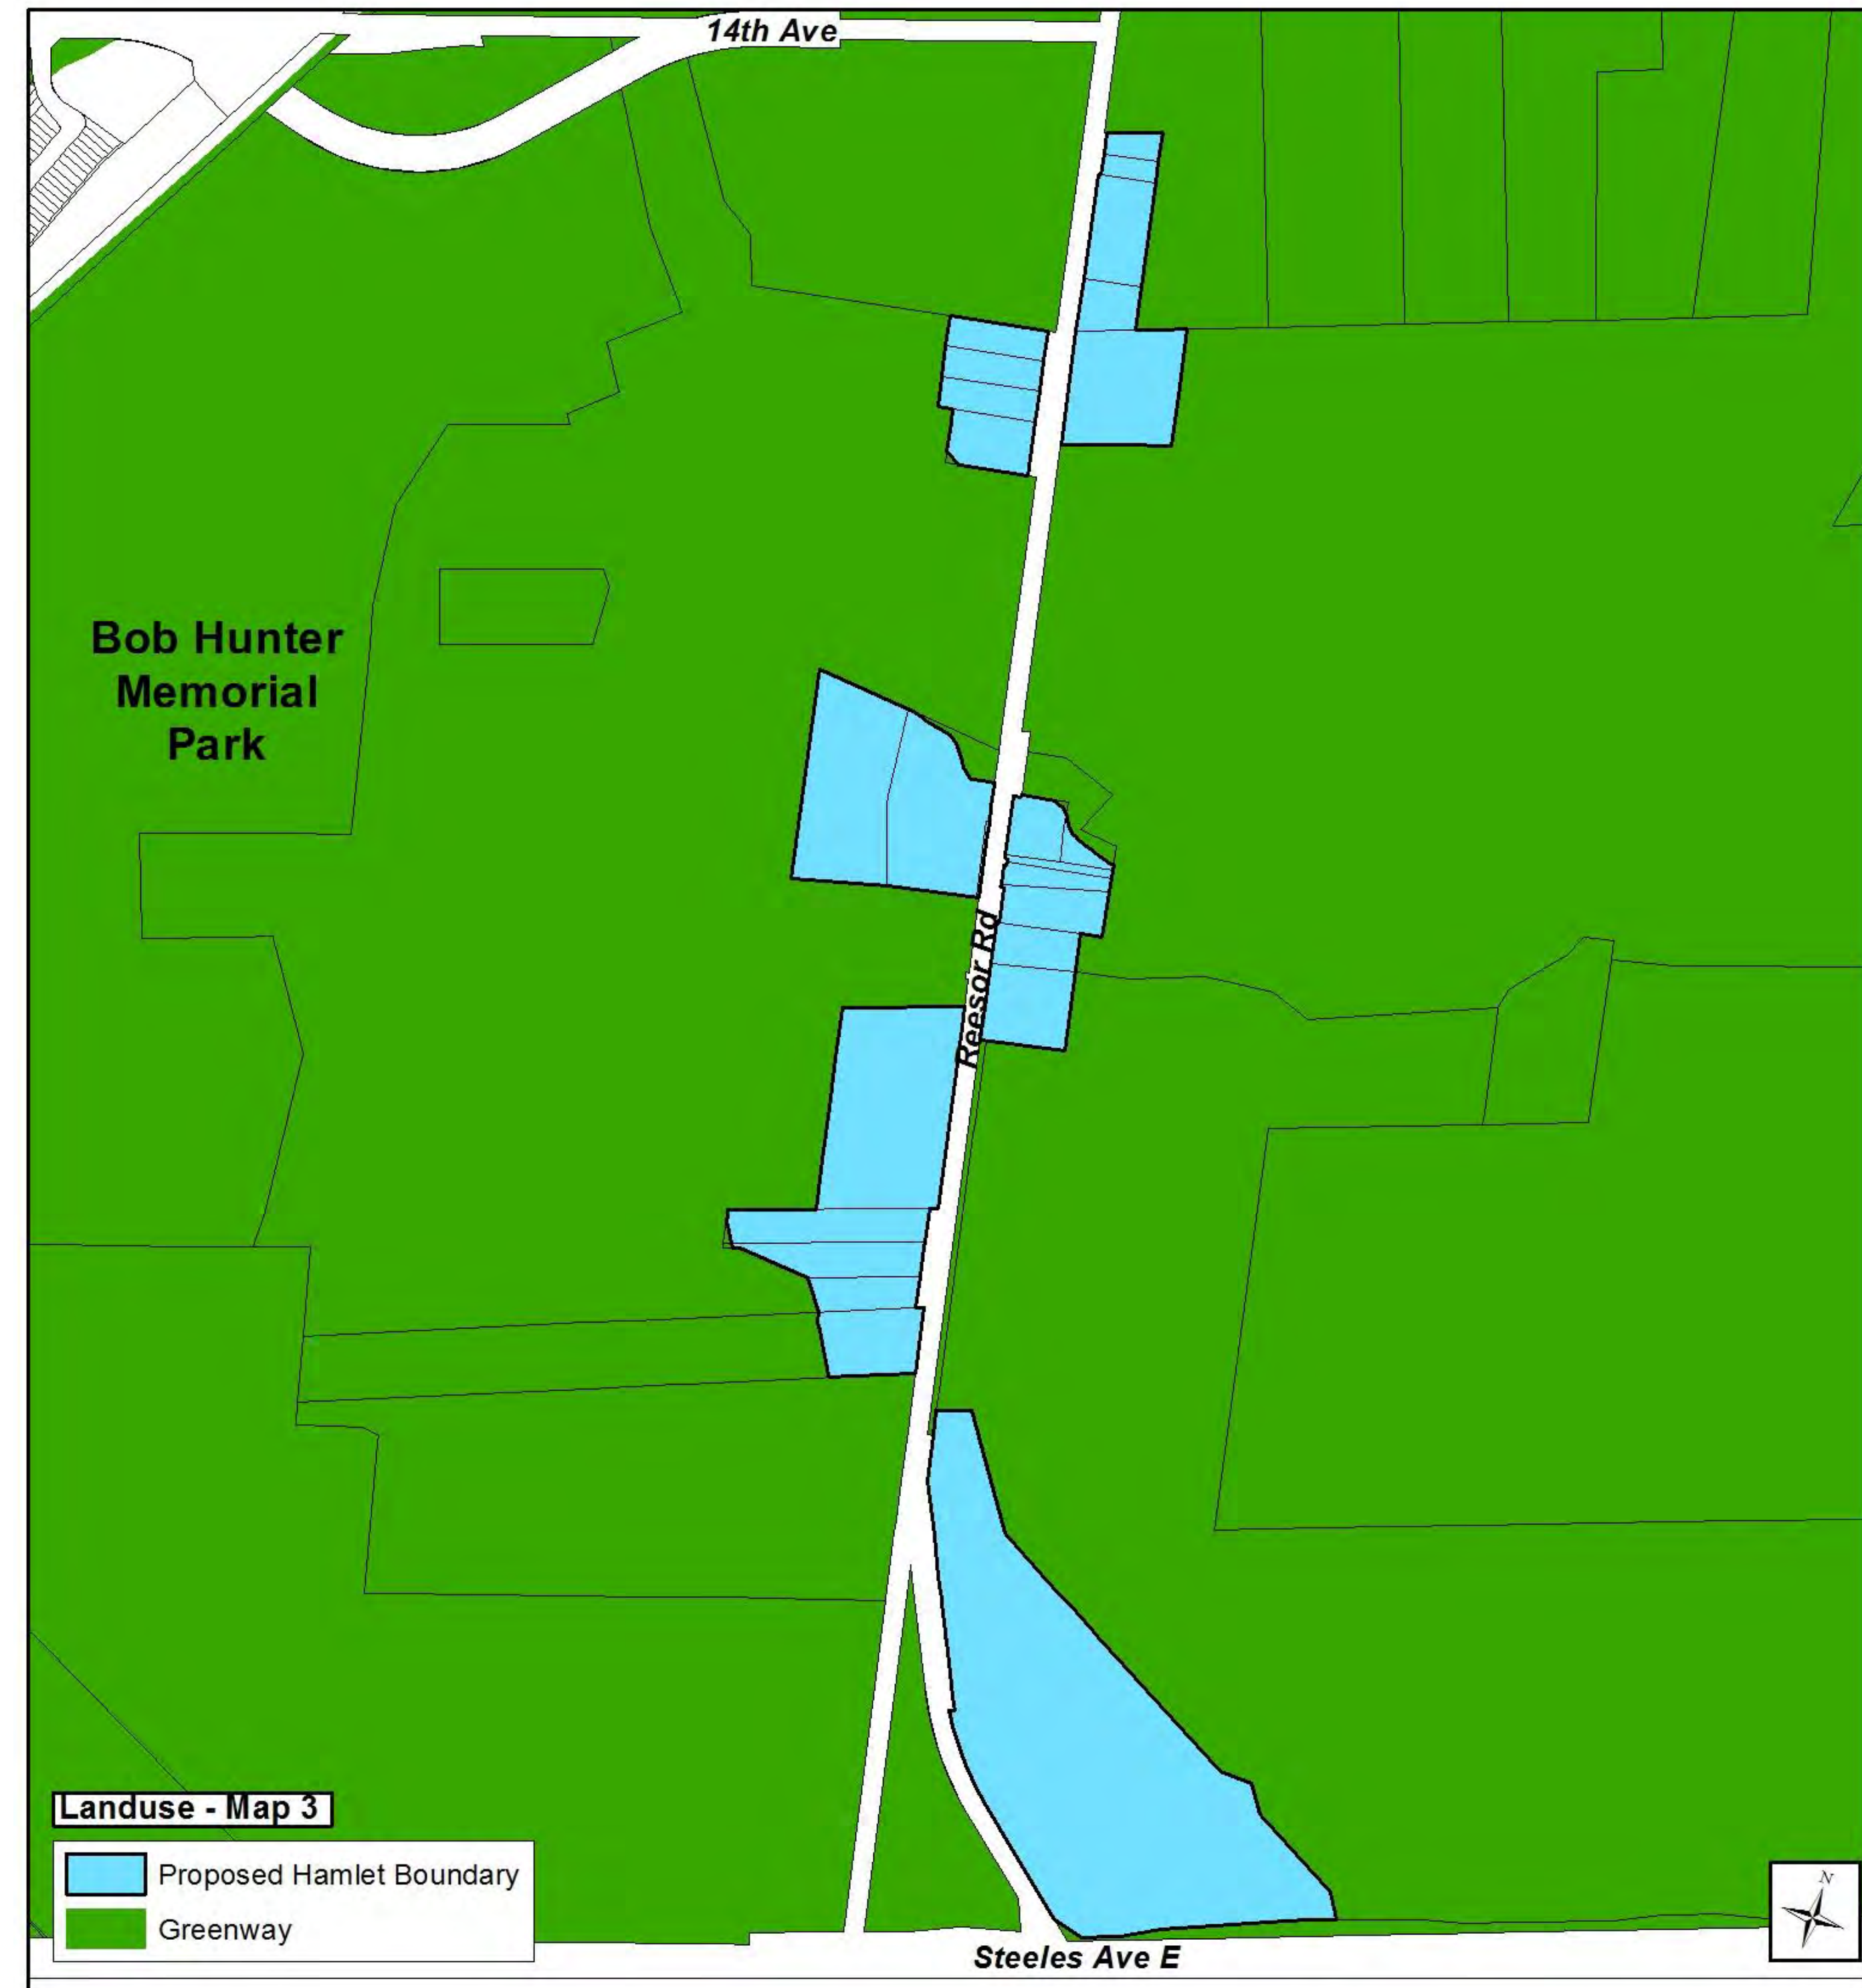 14th Ave
Bob Hunter
Memorial
Park
Reesor Rd
Landuse - Map 3
Proposed Hamlet Boundary
Greenway
N
Steeles Ave E